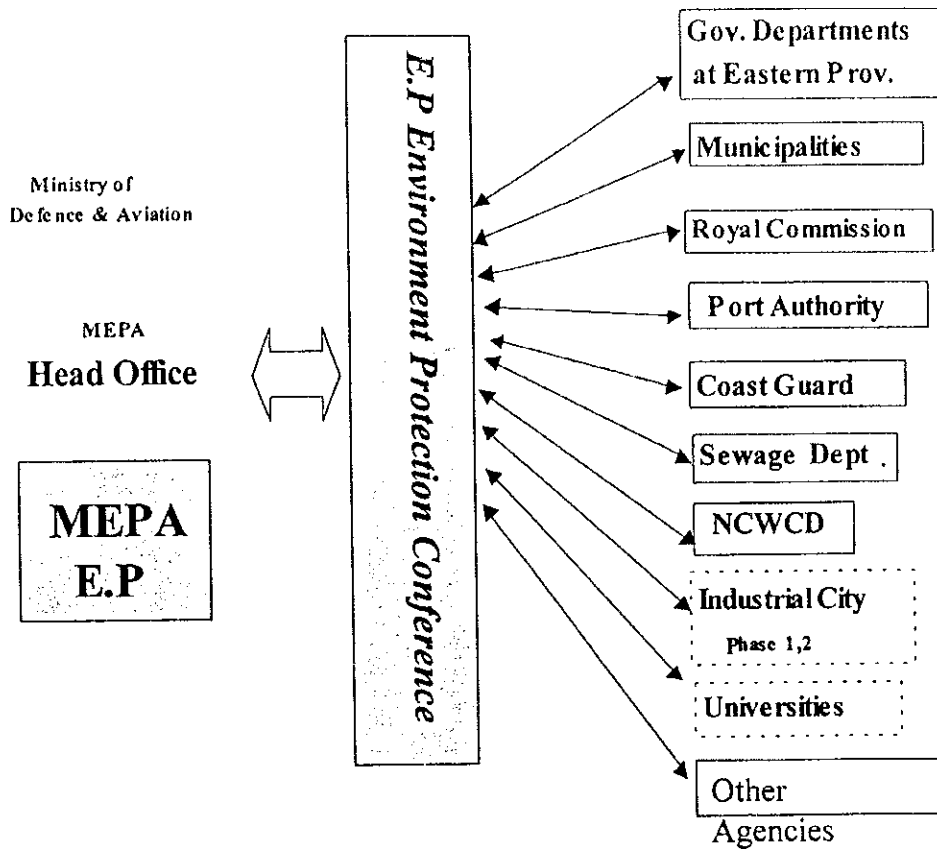 Ministry of
Defence & Aviation
MEPA
Head Office
MEPA
E.P
E.P Environment Protection Conference
Gov. Departments
at Eastern Prov.
Municipalities
Royal Commission
Port Authority
Coast Guard
Sewage Dept .
NCWCD
Industrial City
Phase 1,2
Universities
Other
Agencies